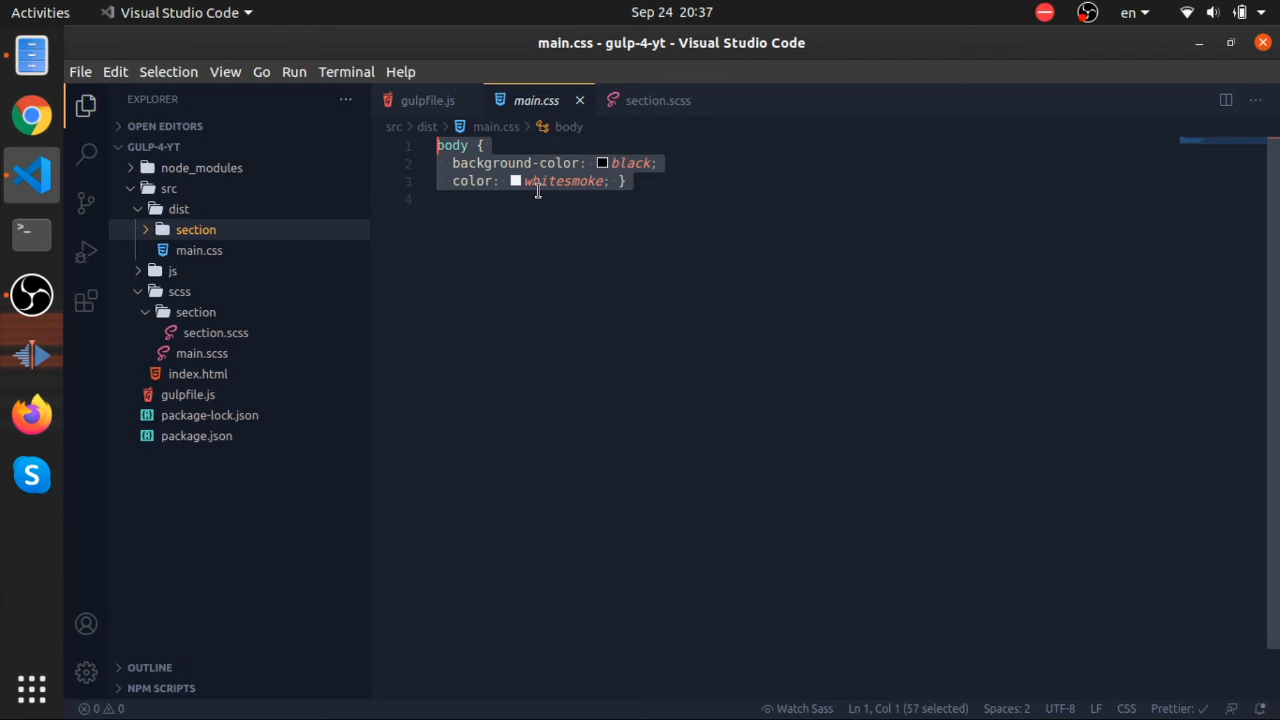 Activities
Visual Studio Code
Sep 24 20:37
en
main.css - gulp-4-yt - Visual Studio Code
File Edit Selection View Go Run Terminal Help
EXPLORER
gulpfile.js
main.css
section.scss
OPEN EDITORS
src > dist > main.css > body
GULP-4-YT
1 body {
2 background-color: black;
3 color: whitesmoke; }
4
node_modules
src
dist
section
main.css
js
scss
section
section.scss
main.scss
index.html
gulpfile.js
package-lock.json
package.json
OUTLINE
NPM SCRIPTS
0 0
Watch Sass
Ln 1, Col 1 (57 selected)
Spaces: 2
UTF-8
LF
CSS
Prettier: